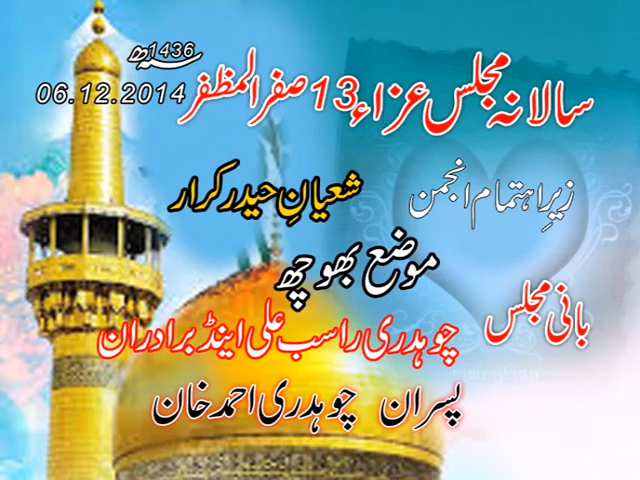 سالانہ مجلس عزاء 13 صفر المظفر 1436ھ
06.12.2014
زیرِ اہتمام انجمن شعیانِ حیدر کرار
موضع بھوچھ
بانی مجلس چوہدری راسب علی اینڈ برادران
پسران چوہدری احمد خان